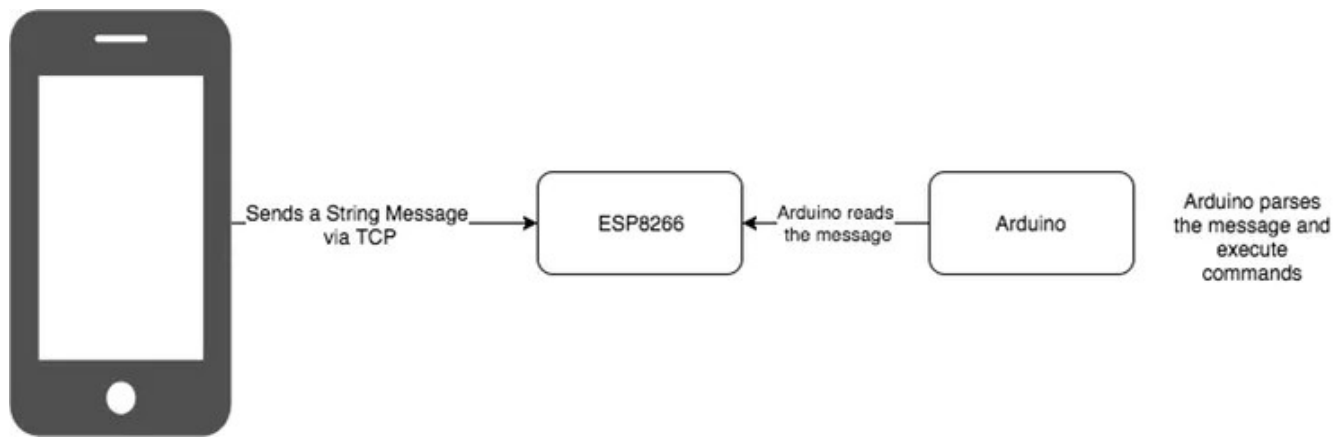 Sends a String Message
via TCP
ESP8266
Arduino reads
the message
Arduino
Arduino parses
the message and
execute
commands